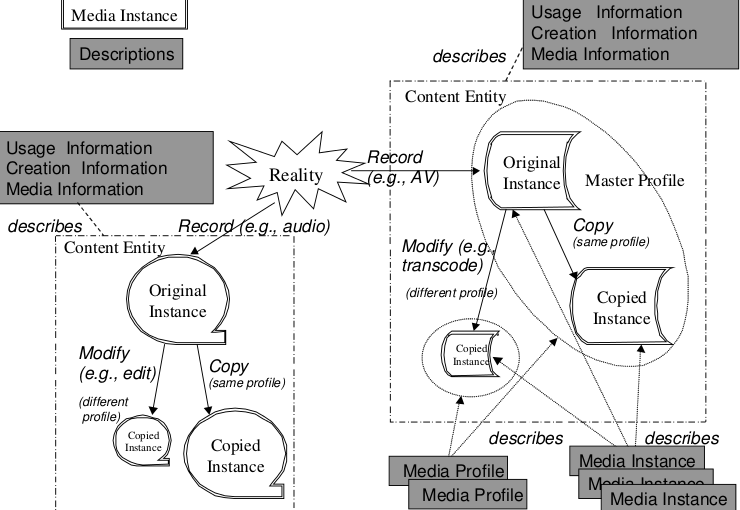 Media Instance
Descriptions
Usage Information
Creation Information
Media Information
describes
Content Entity
Usage Information
Creation Information
Media Information
describes
Reality
Record
(e.g., AV)
Original
Instance
Master Profile
Record (e.g., audio)
Content Entity
Original
Instance
Modify (e.g.,
transcode)
(different profile)
Copy
(same profile)
Copied
Instance
Copied
Instance
Modify
(e.g., edit)
(different
profile)
Copy
(same profile)
Copied
Instance
Copied
Instance
describes
describes
Media Profile
Media Profile
Media Instance
Media Instance
Media Instance